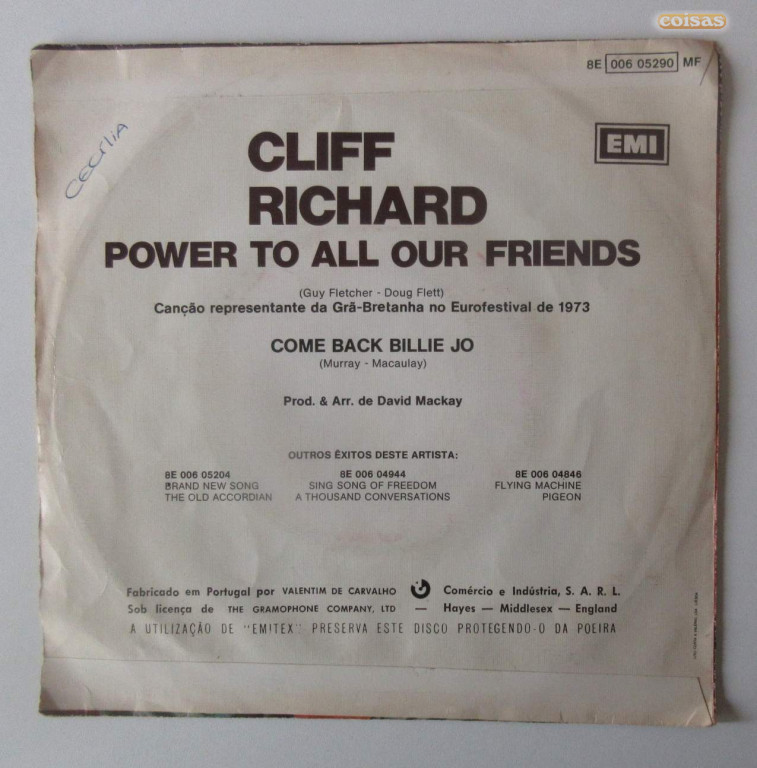 coisas
8E 006 05290 MF
EMI
CECÍLIA
CLIFF
RICHARD
POWER TO ALL OUR FRIENDS
(Guy Fletcher - Doug Flett)
Canção representante da Grã-Bretanha no Eurofestival de 1973
COME BACK BILLIE JO
(Murray - Macaulay)
Prod. & Arr. de David Mackay
OUTROS ÊXITOS DESTE ARTISTA:
8E 006 05204 8E 006 04944 8E 006 04846
BRAND NEW SONG SING SONG OF FREEDOM FLYING MACHINE
THE OLD ACCORDIAN A THOUSAND CONVERSATIONS PIGEON
Fabricado em Portugal por VALENTIM DE CARVALHO Comércio e Indústria, S. A. R. L.
Sob licença de THE GRAMOPHONE COMPANY, LTD — Hayes — Middlesex — England
A UTILIZAÇÃO DE "EMITEX" PRESERVA ESTE DISCO PROTEGENDO-O DA POEIRA